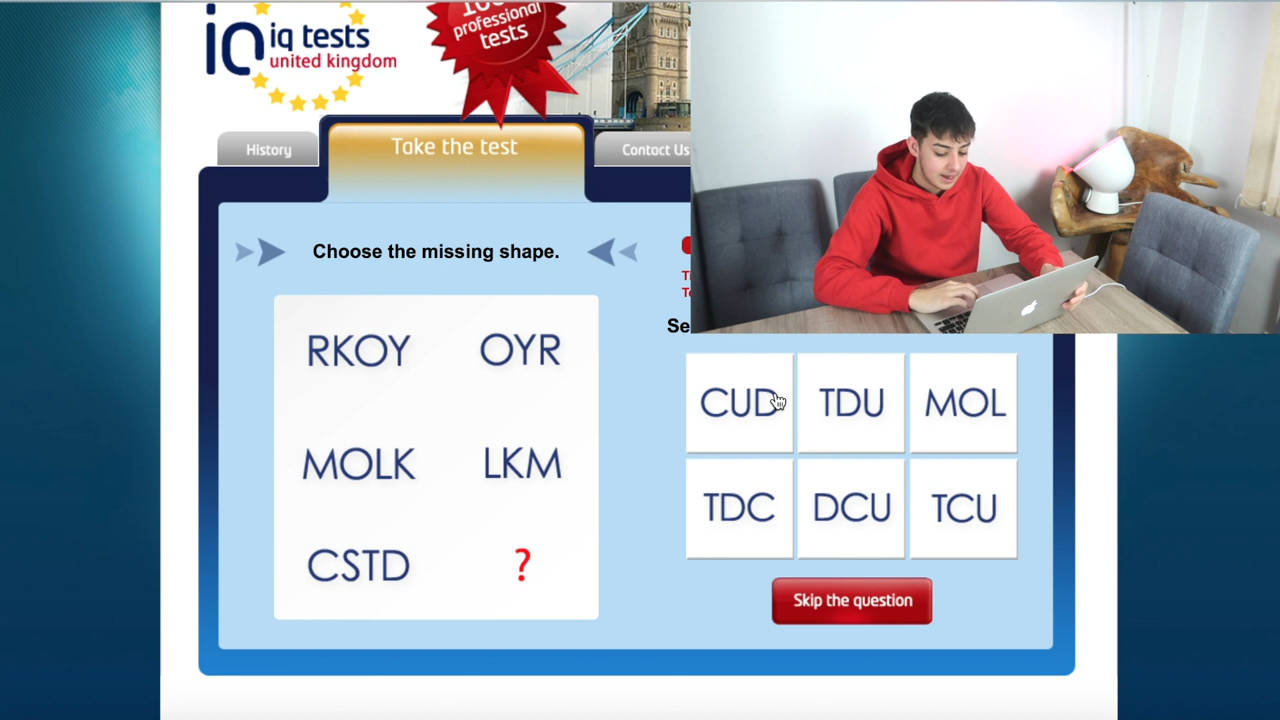 iq
iq tests
united kingdom
professional
tests
History
Take the test
Contact Us
Choose the missing shape.
RKOY OYR
MOLK LKM
CSTD ?
CUD TDU MOL
TDC DCU TCU
Skip the question